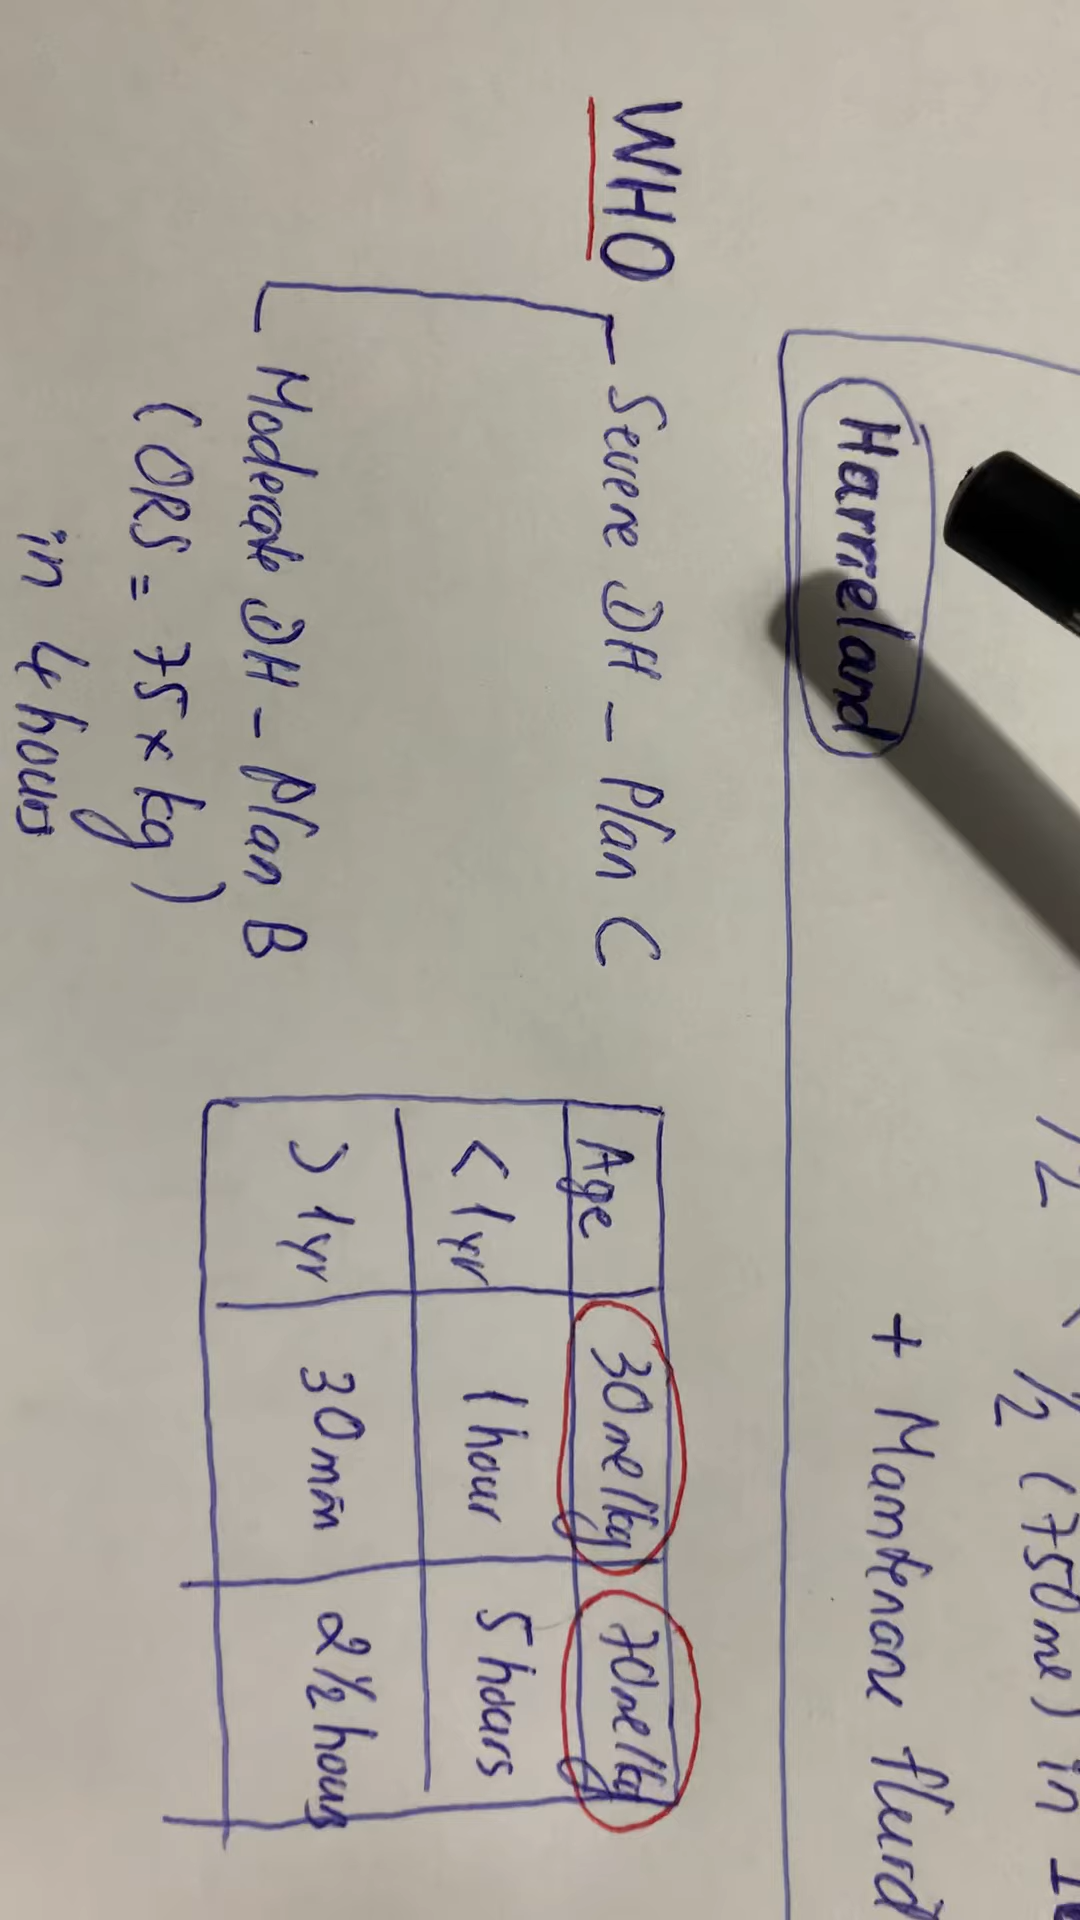 1/2 (750ml) in
+ Maintenance fluid
Harrieland
WHO
Severe DH - Plan C
Moderate DH - Plan B
(ORS = 75 x kg)
in 4 hours
Age 30ml/kg 70ml/kg
< 1yr 1 hour 5 hours
> 1yr 30min 2 1/2 hours